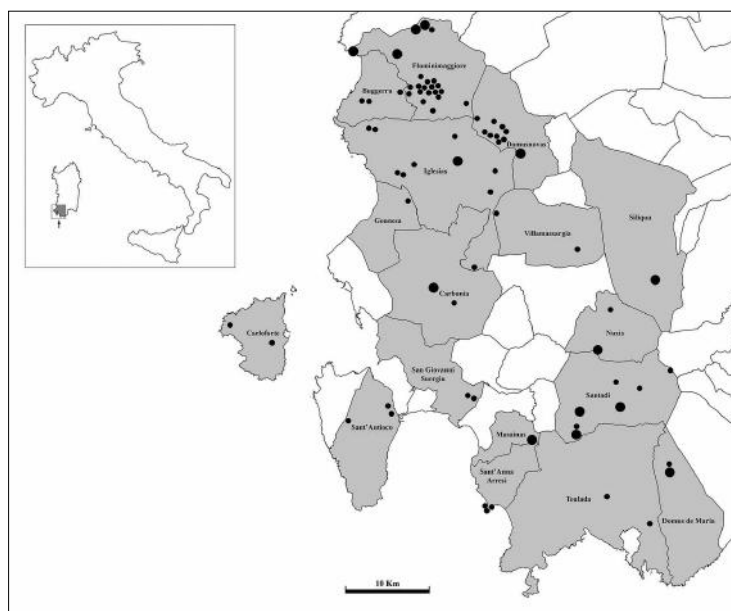 Fluminimaggiore
Buggerru
Domusnovas
Iglesias
Gonnesa
Siliqua
Villamassargia
Carbonia
Carloforte
Nuxis
San Giovanni
Suergiu
Santadi
Sant'Antioco
Masainas
Sant'Anna
Arresi
Teulada
Domus de Maria
10 Km